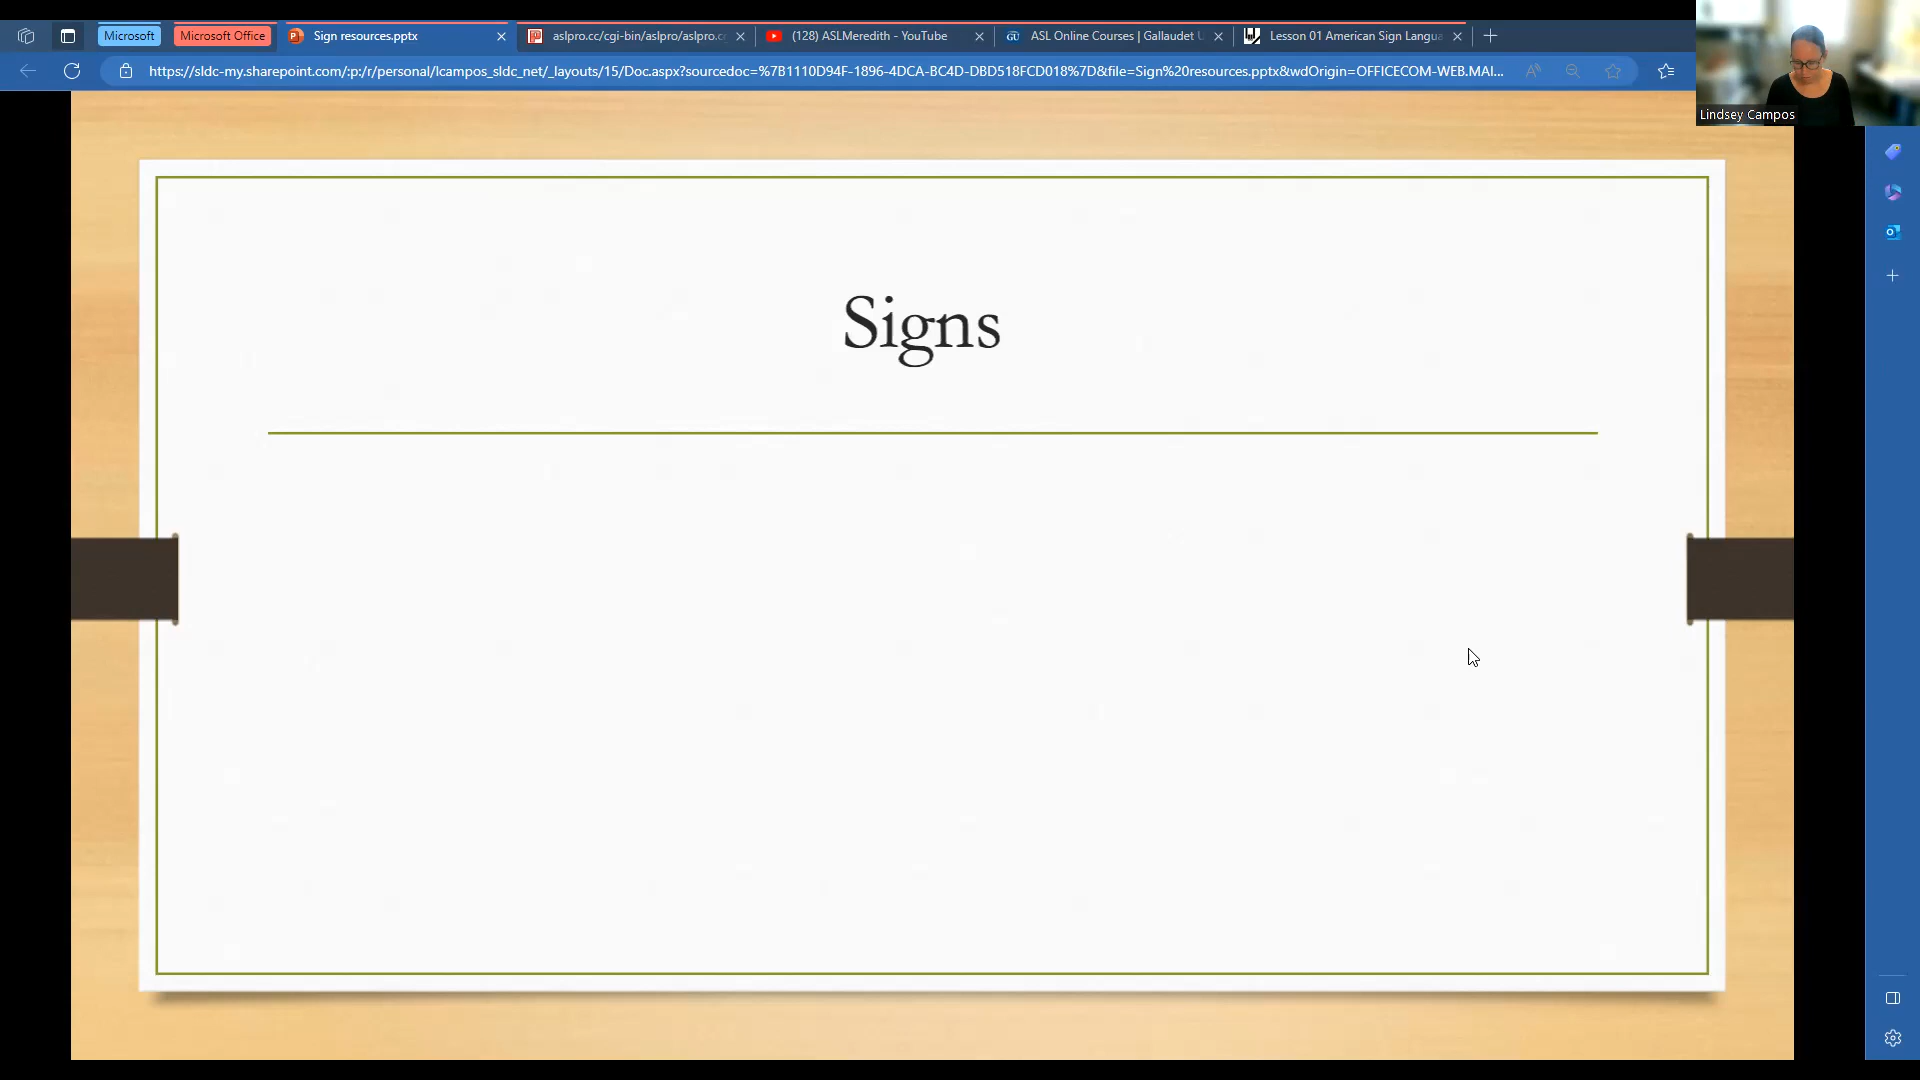 Microsoft
Microsoft Office
Sign resources.pptx
aslpro.cc/cgi-bin/aslpro/aslpro.c
(128) ASLMeredith - YouTube
ASL Online Courses | Gallaudet U
Lesson 01 American Sign Langua
https://sldc-my.sharepoint.com/:p:/r/personal/lcampos_sldc_net/_layouts/15/Doc.aspx?sourcedoc=%7B1110D94F-1896-4DCA-BC4D-DBD518FCD018%7D&file=Sign%20resources.pptx&wdOrigin=OFFICECOM-WEB.MAI...
Lindsey Campos
Signs